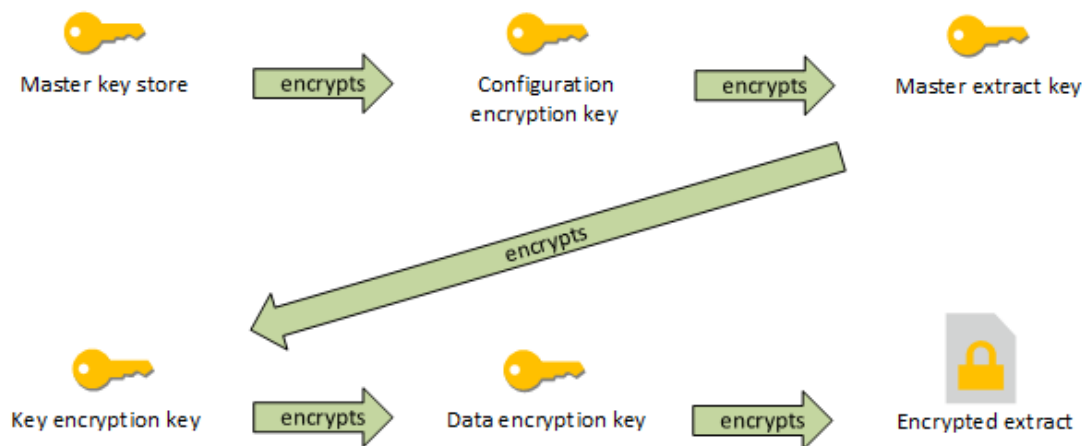 Master key store
encrypts
Configuration
encryption key
encrypts
Master extract key
encrypts
Key encryption key
encrypts
Data encryption key
encrypts
Encrypted extract